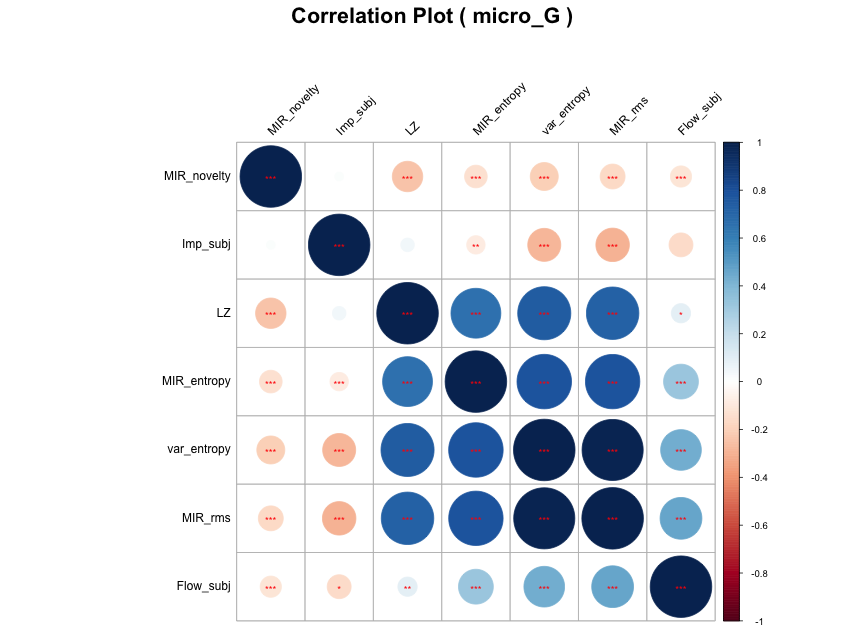 Correlation Plot ( micro_G )
MIR_novelty Imp_subj LZ MIR_entropy var_entropy MIR_rms Flow_subj
1
MIR_novelty *** *** *** *** *** ***
0.8
Imp_subj *** ** *** ***
0.6
0.4
LZ *** *** *** *** *** *
0.2
MIR_entropy *** *** *** *** *** *** ***
0
-0.2
var_entropy *** *** *** *** *** *** ***
-0.4
MIR_rms *** *** *** *** *** *** ***
-0.6
-0.8
Flow_subj *** * ** *** *** *** ***
-1